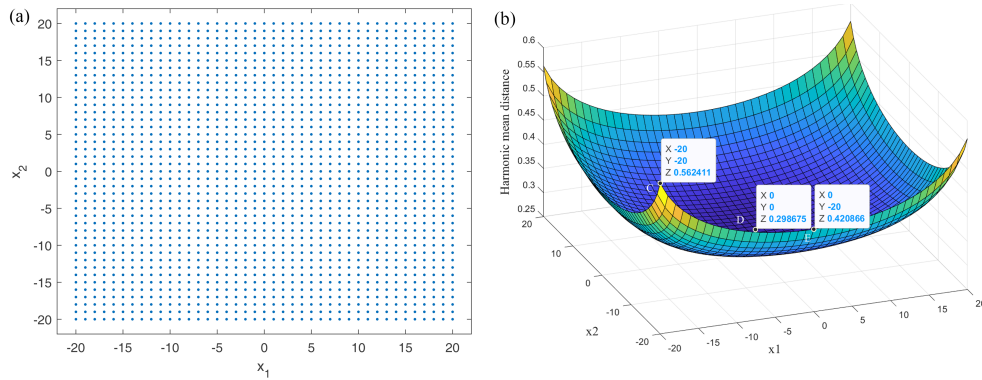 (a)
20
15
10
5
0
-5
-10
-15
-20
x2
-20 -15 -10 -5 0 5 10 15 20
x1
(b)
0.6
0.55
0.5
0.45
0.4
0.35
0.3
0.25
Harmonic mean distance
X -20
Y -20
Z 0.562411
C
X 0
Y 0
Z 0.298675
D
X 0
Y -20
Z 0.420866
E
20
10
0
-10
-20
x2
-20 -15 -10 -5 0 5 10 15 20
x1